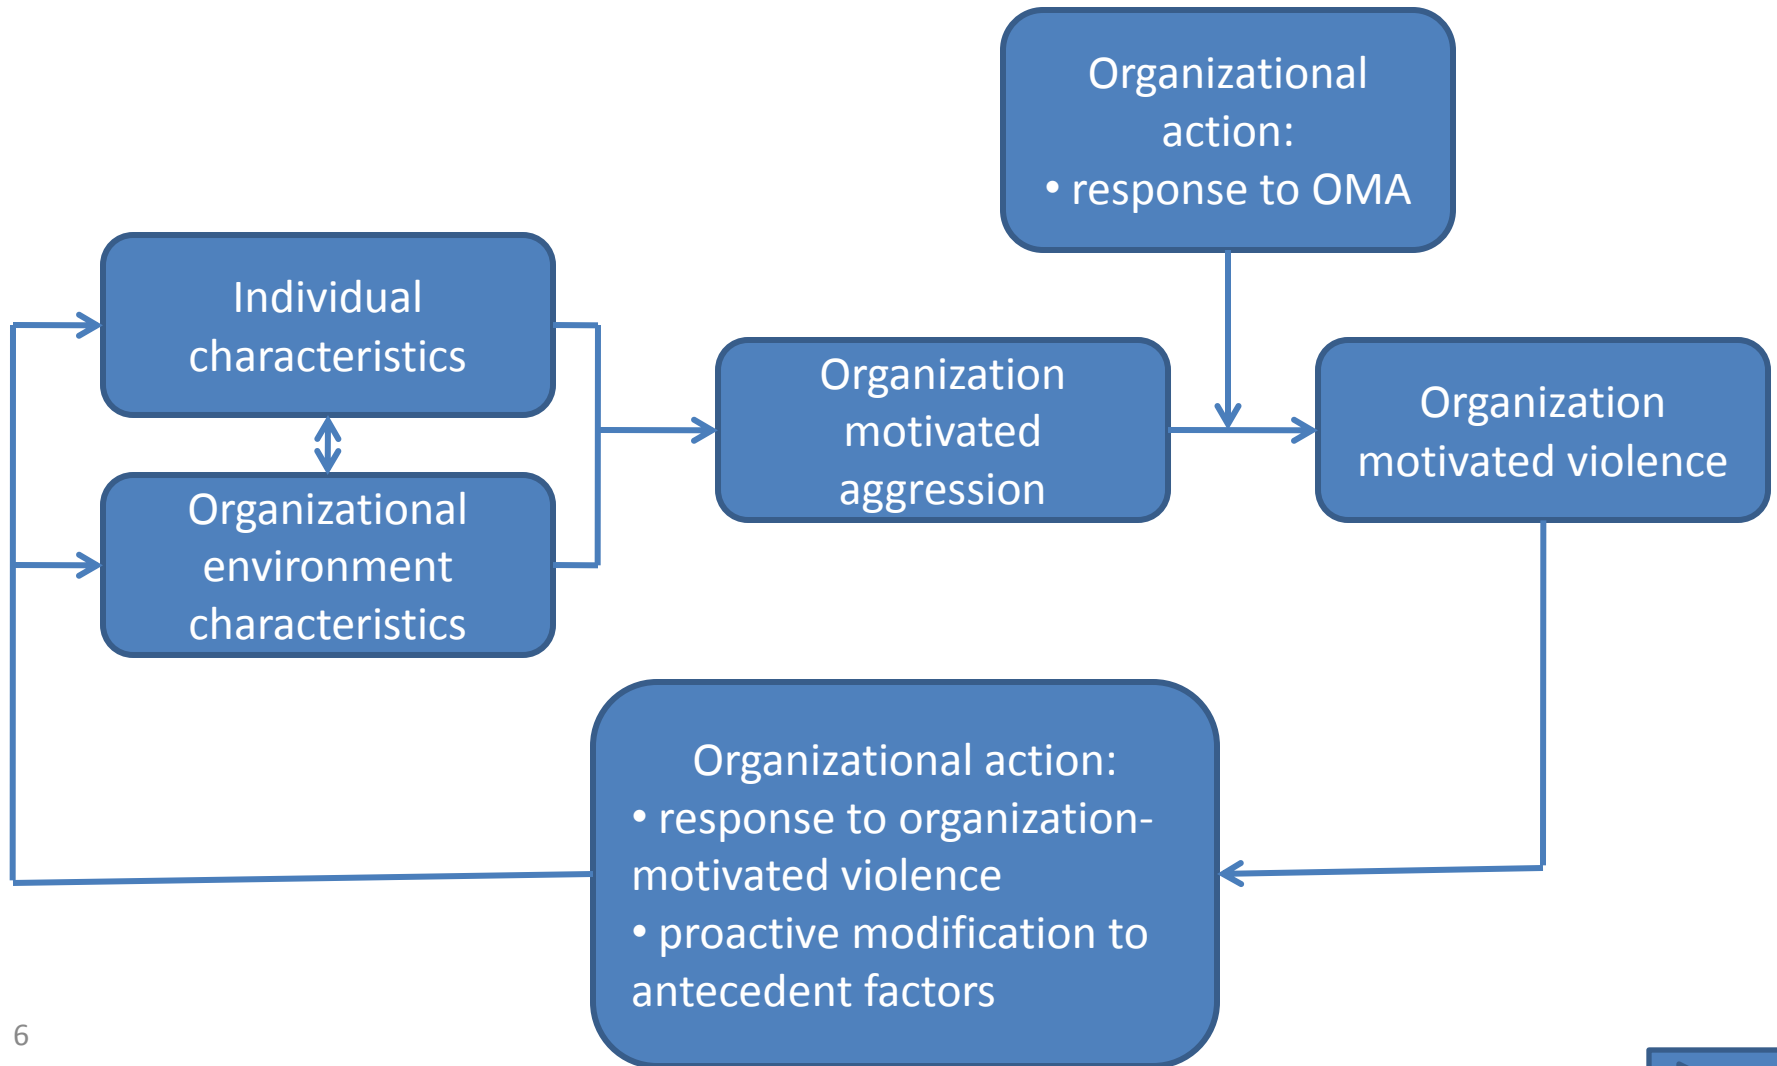 Organizational
action:
• response to OMA
Individual
characteristics
Organization
motivated
aggression
Organization
motivated violence
Organizational
environment
characteristics
Organizational action:
• response to organization-
motivated violence
• proactive modification to
antecedent factors
6